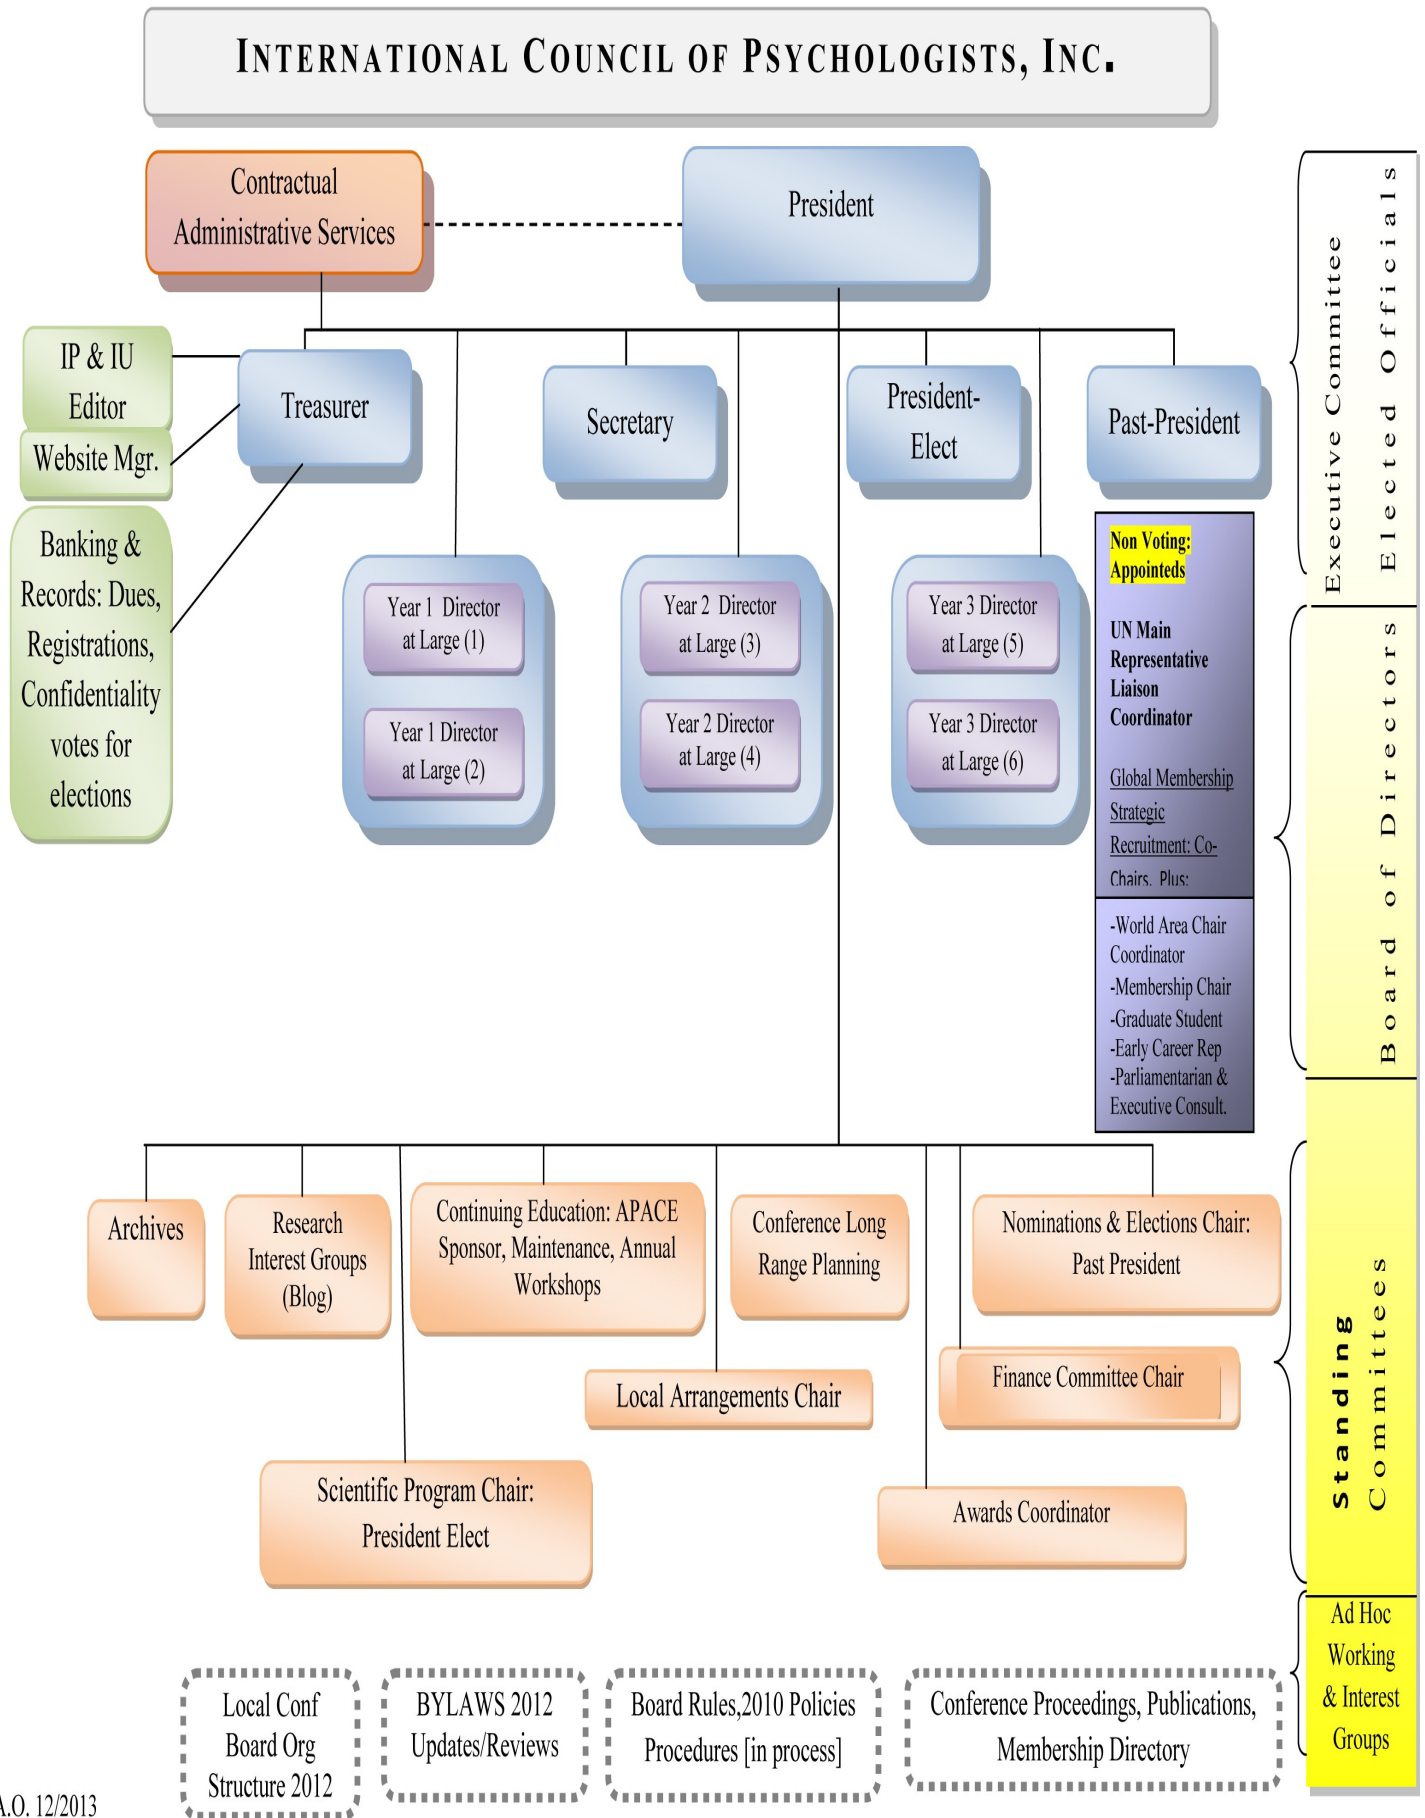 INTERNATIONAL COUNCIL OF PSYCHOLOGISTS, INC.
Contractual
Administrative Services
President
IP & IU
Editor
Website Mgr.
Banking &
Records: Dues,
Registrations,
Confidentiality
votes for
elections
Treasurer
Secretary
President-
Elect
Past-President
Year 1 Director
at Large (1)
Year 1 Director
at Large (2)
Year 2 Director
at Large (3)
Year 2 Director
at Large (4)
Year 3 Director
at Large (5)
Year 3 Director
at Large (6)
Non Voting:
Appointeds
UN Main
Representative
Liaison
Coordinator
Global Membership
Strategic
Recruitment: Co-
Chairs. Plus:
-World Area Chair
Coordinator
-Membership Chair
-Graduate Student
-Early Career Rep
-Parliamentarian &
Executive Consult.
Executive Committee
Elected Officials
Board of Directors
Archives
Research
Interest Groups
(Blog)
Continuing Education: APACE
Sponsor, Maintenance, Annual
Workshops
Conference Long
Range Planning
Nominations & Elections Chair:
Past President
Local Arrangements Chair
Finance Committee Chair
Scientific Program Chair:
President Elect
Awards Coordinator
Standing
Committees
Local Conf
Board Org
Structure 2012
BYLAWS 2012
Updates/Reviews
Board Rules,2010 Policies
Procedures [in process]
Conference Proceedings, Publications,
Membership Directory
Ad Hoc
Working
& Interest
Groups
A.O. 12/2013